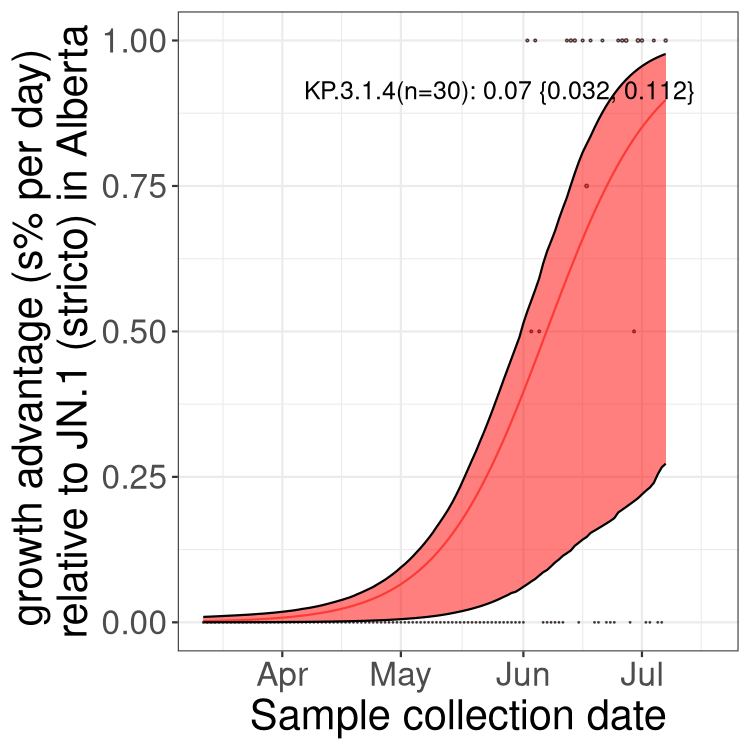 growth advantage (s% per day)
relative to JN.1 (stricto) in Alberta
1.00
0.75
0.50
0.25
0.00
KP.3.1.4(n=30): 0.07 {0.032, 0.112}
Apr May Jun Jul
Sample collection date